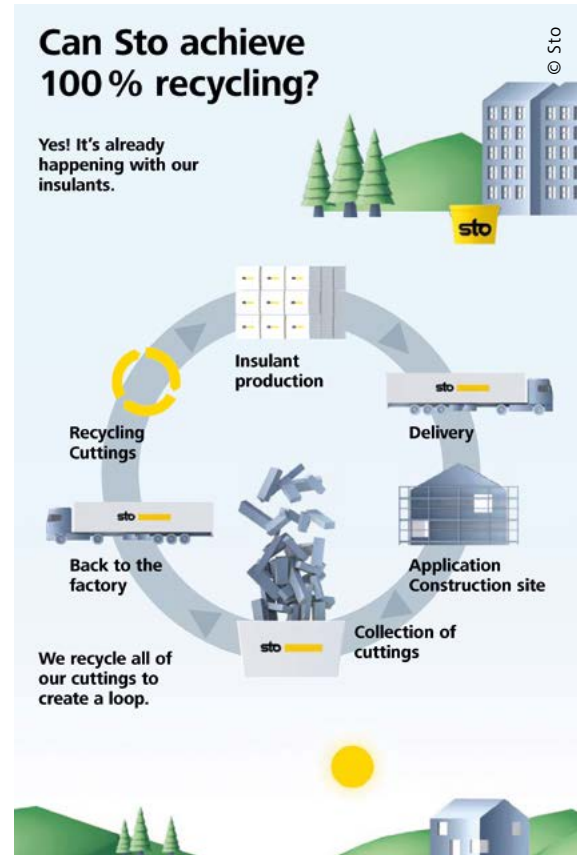 Can Sto achieve
100 % recycling?
© Sto
Yes! It's already
happening with our
insulants.
sto
Insulant
production
sto
Delivery
Recycling
Cuttings
sto
Back to the
factory
Application
Construction site
sto
Collection of
cuttings
We recycle all of
our cuttings to
create a loop.